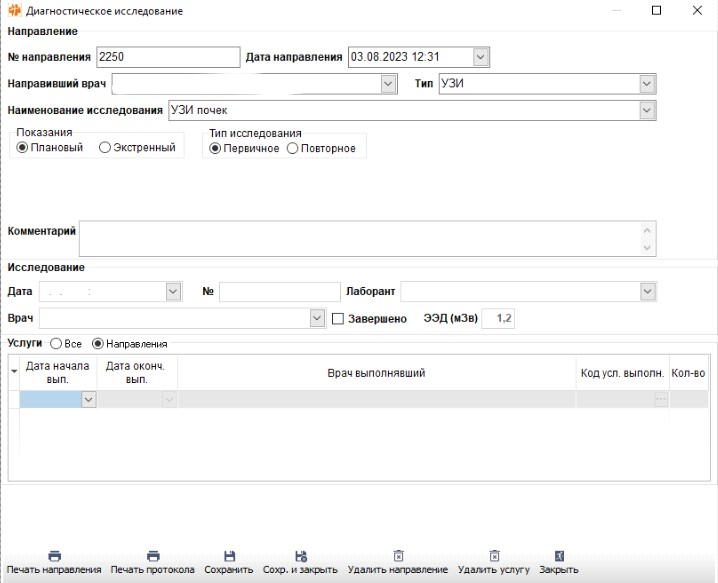 Диагностическое исследование
Направление
№ направления 2250 Дата направления 03.08.2023 12:31
Направивший врач Тип УЗИ
Наименование исследования УЗИ почек
Показания Тип исследования
Плановый Экстренный Первичное Повторное
Комментарий
Исследование
Дата . . : № Лаборант
Врач Завершено ЭЭД (мЗв) 1,2
Услуги Все Направления
Дата начала вып. Дата оконч. вып. Врач выполнявший Код усл. выполн. Кол-во
Печать направления Печать протокола Сохранить Сохр. и закрыть Удалить направление Удалить услугу Закрыть